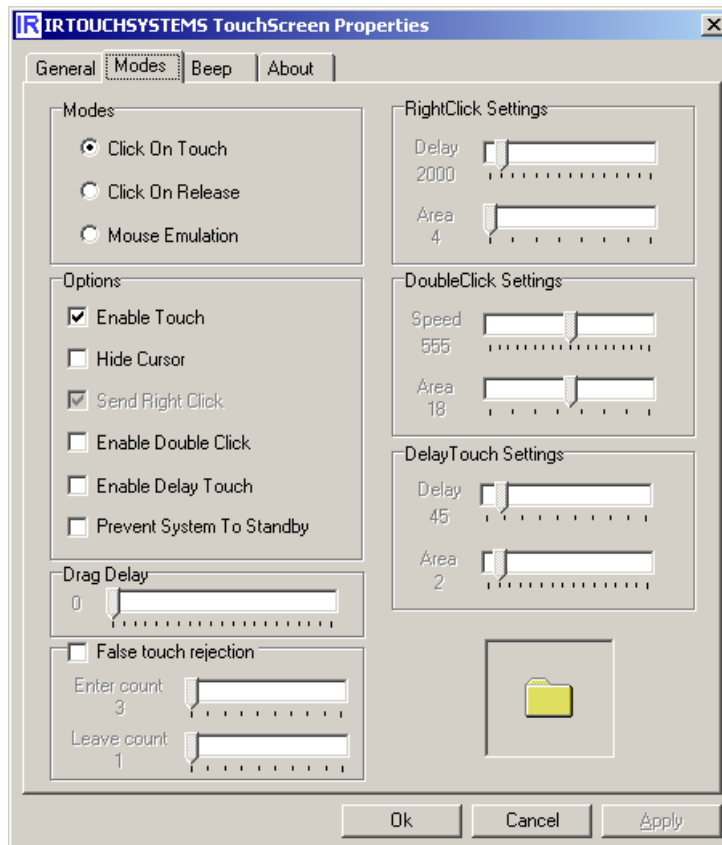 IR IRTOUCHSYSTEMS TouchScreen Properties
General Modes Beep About
Modes
Click On Touch
Click On Release
Mouse Emulation
Options
Enable Touch
Hide Cursor
Send Right Click
Enable Double Click
Enable Delay Touch
Prevent System To Standby
Drag Delay
0
False touch rejection
Enter count
3
Leave count
1
RightClick Settings
Delay
2000
Area
4
DoubleClick Settings
Speed
555
Area
18
DelayTouch Settings
Delay
45
Area
2
Ok Cancel Apply